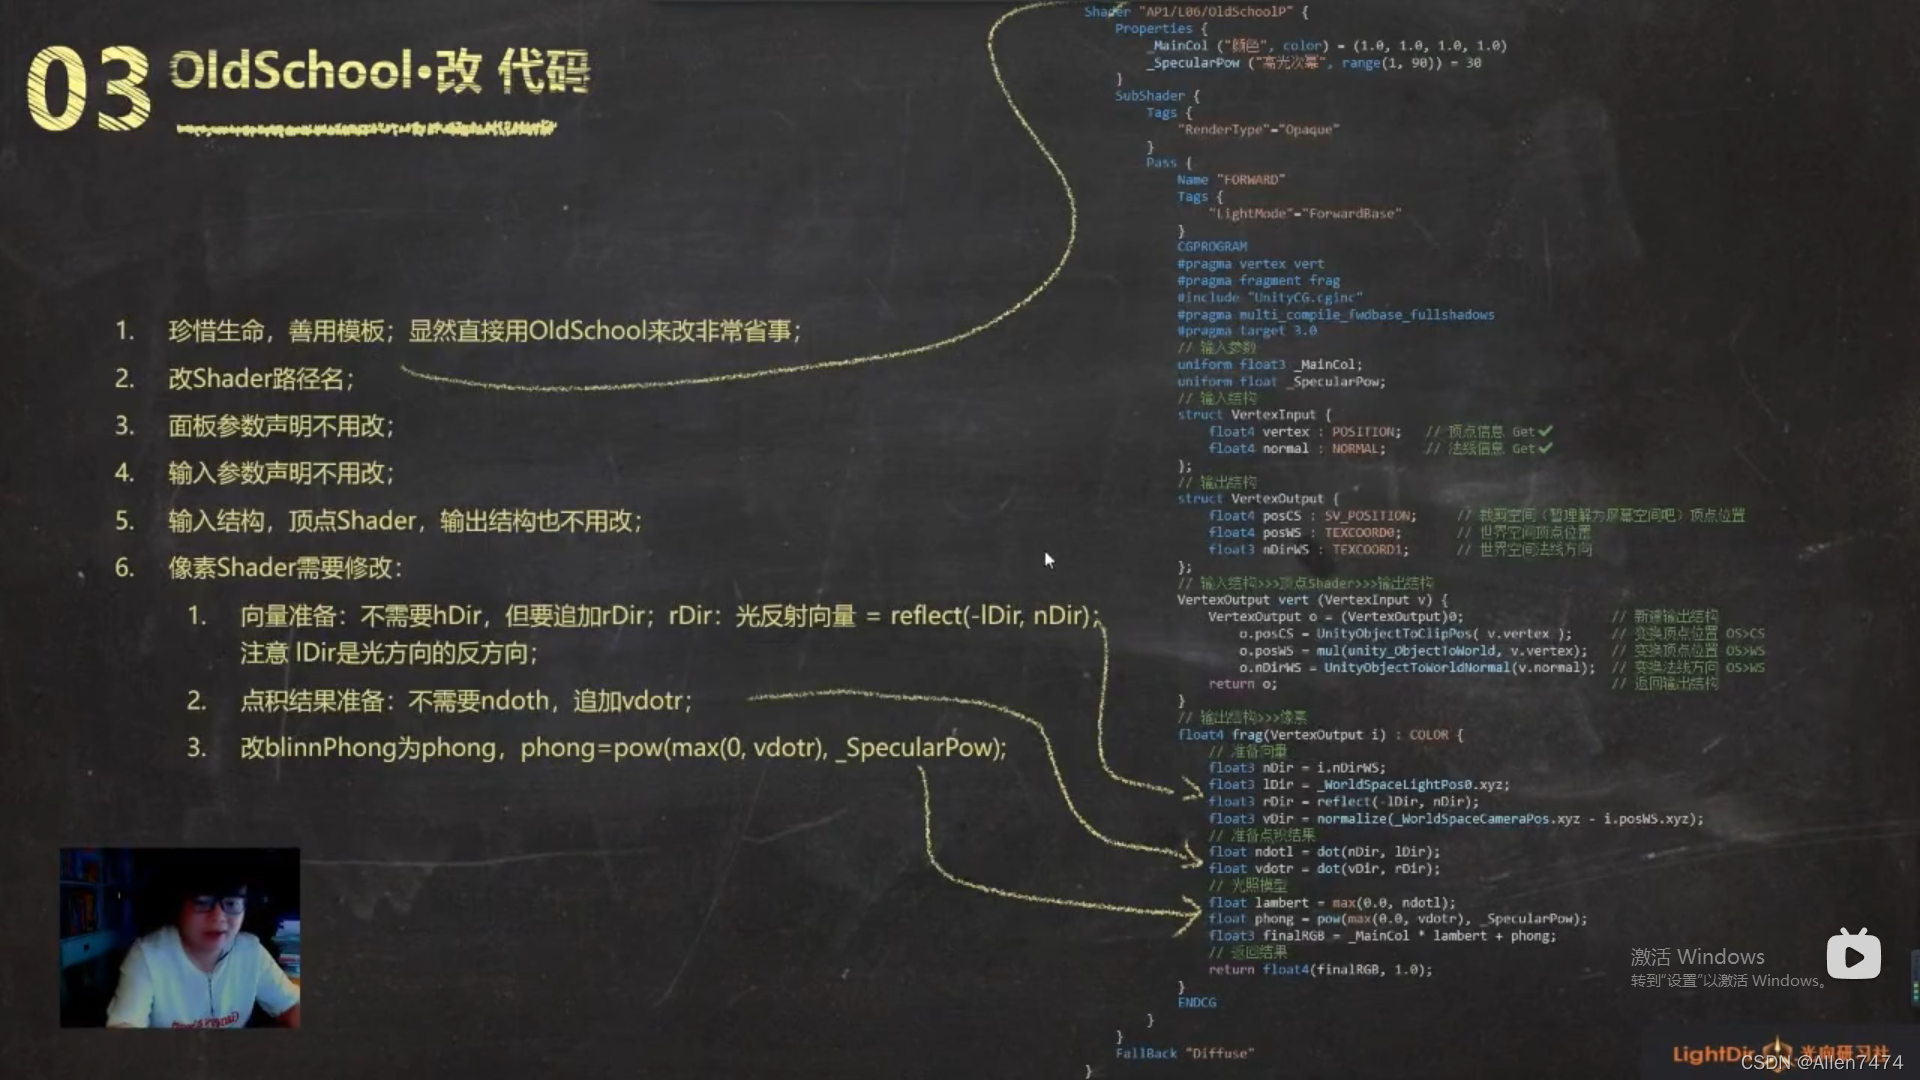 03 OldSchool·改 代码
1. 珍惜生命，善用模板；显然直接用OldSchool来改非常省事；
2. 改Shader路径名；
3. 面板参数声明不用改；
4. 输入参数声明不用改；
5. 输入结构，顶点Shader，输出结构也不用改；
6. 像素Shader需要修改：
1. 向量准备：不需要hDir，但要追加rDir；rDir：光反射向量 = reflect(-lDir, nDir)；
注意 lDir是光方向的反方向；
2. 点积结果准备：不需要ndoth，追加vdotr；
3. 改blinnPhong为phong，phong=pow(max(0, vdotr), _SpecularPow);
Shader "AP1/L06/OldSchoolP" {
Properties {
_MainCol ("颜色", color) = (1.0, 1.0, 1.0, 1.0)
_SpecularPow ("高光次幂", range(1, 90)) = 30
}
SubShader {
Tags {
"RenderType"="Opaque"
}
Pass {
Name "FORWARD"
Tags {
"LightMode"="ForwardBase"
}
CGPROGRAM
#pragma vertex vert
#pragma fragment frag
#include "UnityCG.cginc"
#pragma multi_compile_fwdbase_fullshadows
#pragma target 3.0
// 输入参数
uniform float3 _MainCol;
uniform float _SpecularPow;
// 输入结构
struct VertexInput {
float4 vertex : POSITION; // 顶点信息 Get✔
float4 normal : NORMAL; // 法线信息 Get✔
};
// 输出结构
struct VertexOutput {
float4 posCS : SV_POSITION; // 裁剪空间（暂理解为屏幕空间吧）顶点位置
float4 posWS : TEXCOORD0; // 世界空间顶点位置
float3 nDirWS : TEXCOORD1; // 世界空间法线方向
};
// 输入结构>>>顶点Shader>>>输出结构
VertexOutput vert (VertexInput v) {
VertexOutput o = (VertexOutput)0; // 新建输出结构
o.posCS = UnityObjectToClipPos( v.vertex ); // 变换顶点位置 OS>CS
o.posWS = mul(unity_ObjectToWorld, v.vertex); // 变换顶点位置 OS>WS
o.nDirWS = UnityObjectToWorldNormal(v.normal); // 变换法线方向 OS>WS
return o; // 返回输出结构
}
// 输出结构>>>像素
float4 frag(VertexOutput i) : COLOR {
// 准备向量
float3 nDir = i.nDirWS;
float3 lDir = _WorldSpaceLightPos0.xyz;
float3 rDir = reflect(-lDir, nDir);
float3 vDir = normalize(_WorldSpaceCameraPos.xyz - i.posWS.xyz);
// 准备点积结果
float ndotl = dot(nDir, lDir);
float vdotr = dot(vDir, rDir);
// 光照模型
float lambert = max(0.0, ndotl);
float phong = pow(max(0.0, vdotr), _SpecularPow);
float3 finalRGB = _MainCol * lambert + phong;
// 返回结果
return float4(finalRGB, 1.0);
}
ENDCG
}
}
FallBack "Diffuse"
}
激活 Windows
转到"设置"以激活 Windows。
CSDN @Allen7474